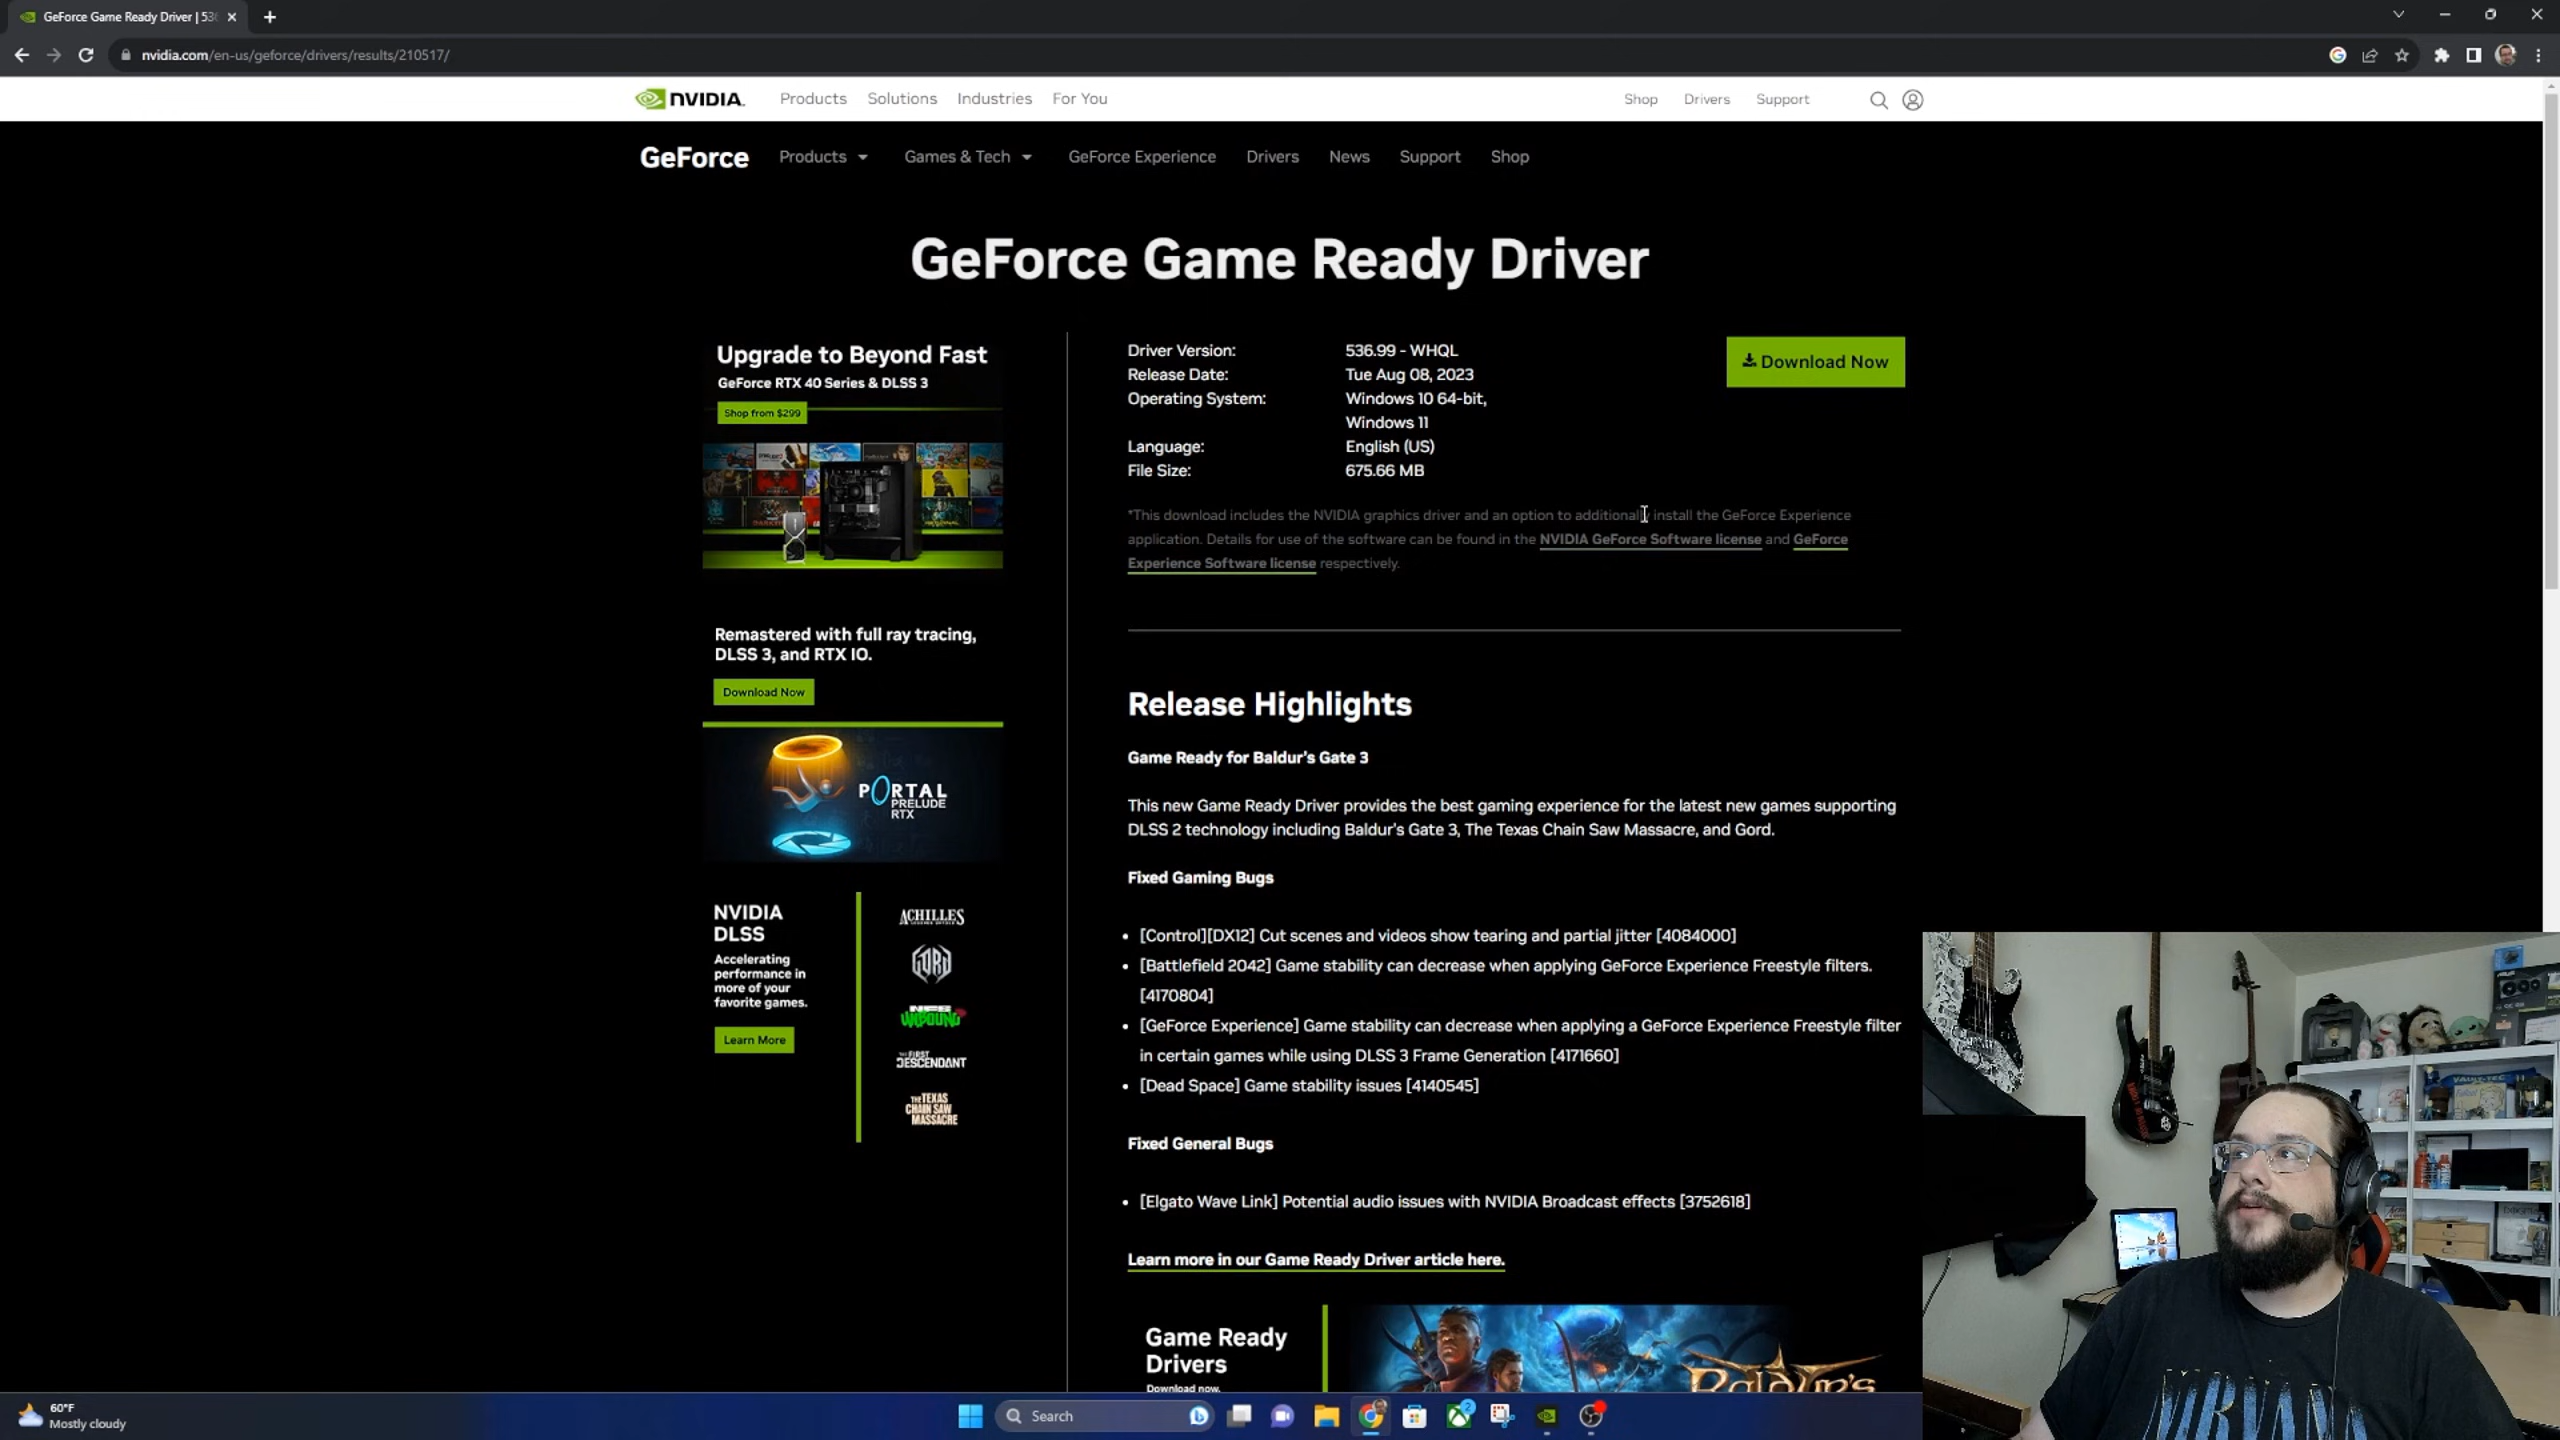 GeForce Game Ready Driver | 53
nvidia.com/en-us/geforce/drivers/results/210517/
NVIDIA. Products Solutions Industries For You Shop Drivers Support
GeForce Products Games & Tech GeForce Experience Drivers News Support Shop
GeForce Game Ready Driver
Upgrade to Beyond Fast
GeForce RTX 40 Series & DLSS 3
Shop from $299
Remastered with full ray tracing,
DLSS 3, and RTX IO.
Download Now
PORTAL
PRELUDE
RTX
NVIDIA
DLSS
Accelerating
performance in
more of your
favorite games.
Learn More
ACHILLES
GORD
NFS
UNBOUND
THE FIRST
DESCENDANT
THE TEXAS
CHAIN SAW
MASSACRE
Driver Version: 536.99 - WHQL
Release Date: Tue Aug 08, 2023
Operating System: Windows 10 64-bit,
Windows 11
Language: English (US)
File Size: 675.66 MB
Download Now
*This download includes the NVIDIA graphics driver and an option to additionally install the GeForce Experience
application. Details for use of the software can be found in the NVIDIA GeForce Software license and GeForce
Experience Software license respectively.
Release Highlights
Game Ready for Baldur's Gate 3
This new Game Ready Driver provides the best gaming experience for the latest new games supporting
DLSS 2 technology including Baldur's Gate 3, The Texas Chain Saw Massacre, and Gord.
Fixed Gaming Bugs
• [Control][DX12] Cut scenes and videos show tearing and partial jitter [4084000]
• [Battlefield 2042] Game stability can decrease when applying GeForce Experience Freestyle filters.
[4170804]
• [GeForce Experience] Game stability can decrease when applying a GeForce Experience Freestyle filter
in certain games while using DLSS 3 Frame Generation [4171660]
• [Dead Space] Game stability issues [4140545]
Fixed General Bugs
• [Elgato Wave Link] Potential audio issues with NVIDIA Broadcast effects [3752618]
Learn more in our Game Ready Driver article here.
Game Ready
Drivers
Download now.
BALDUR'S
VAULT-TEC
NIRVANA
60°F
Mostly cloudy
Search
2